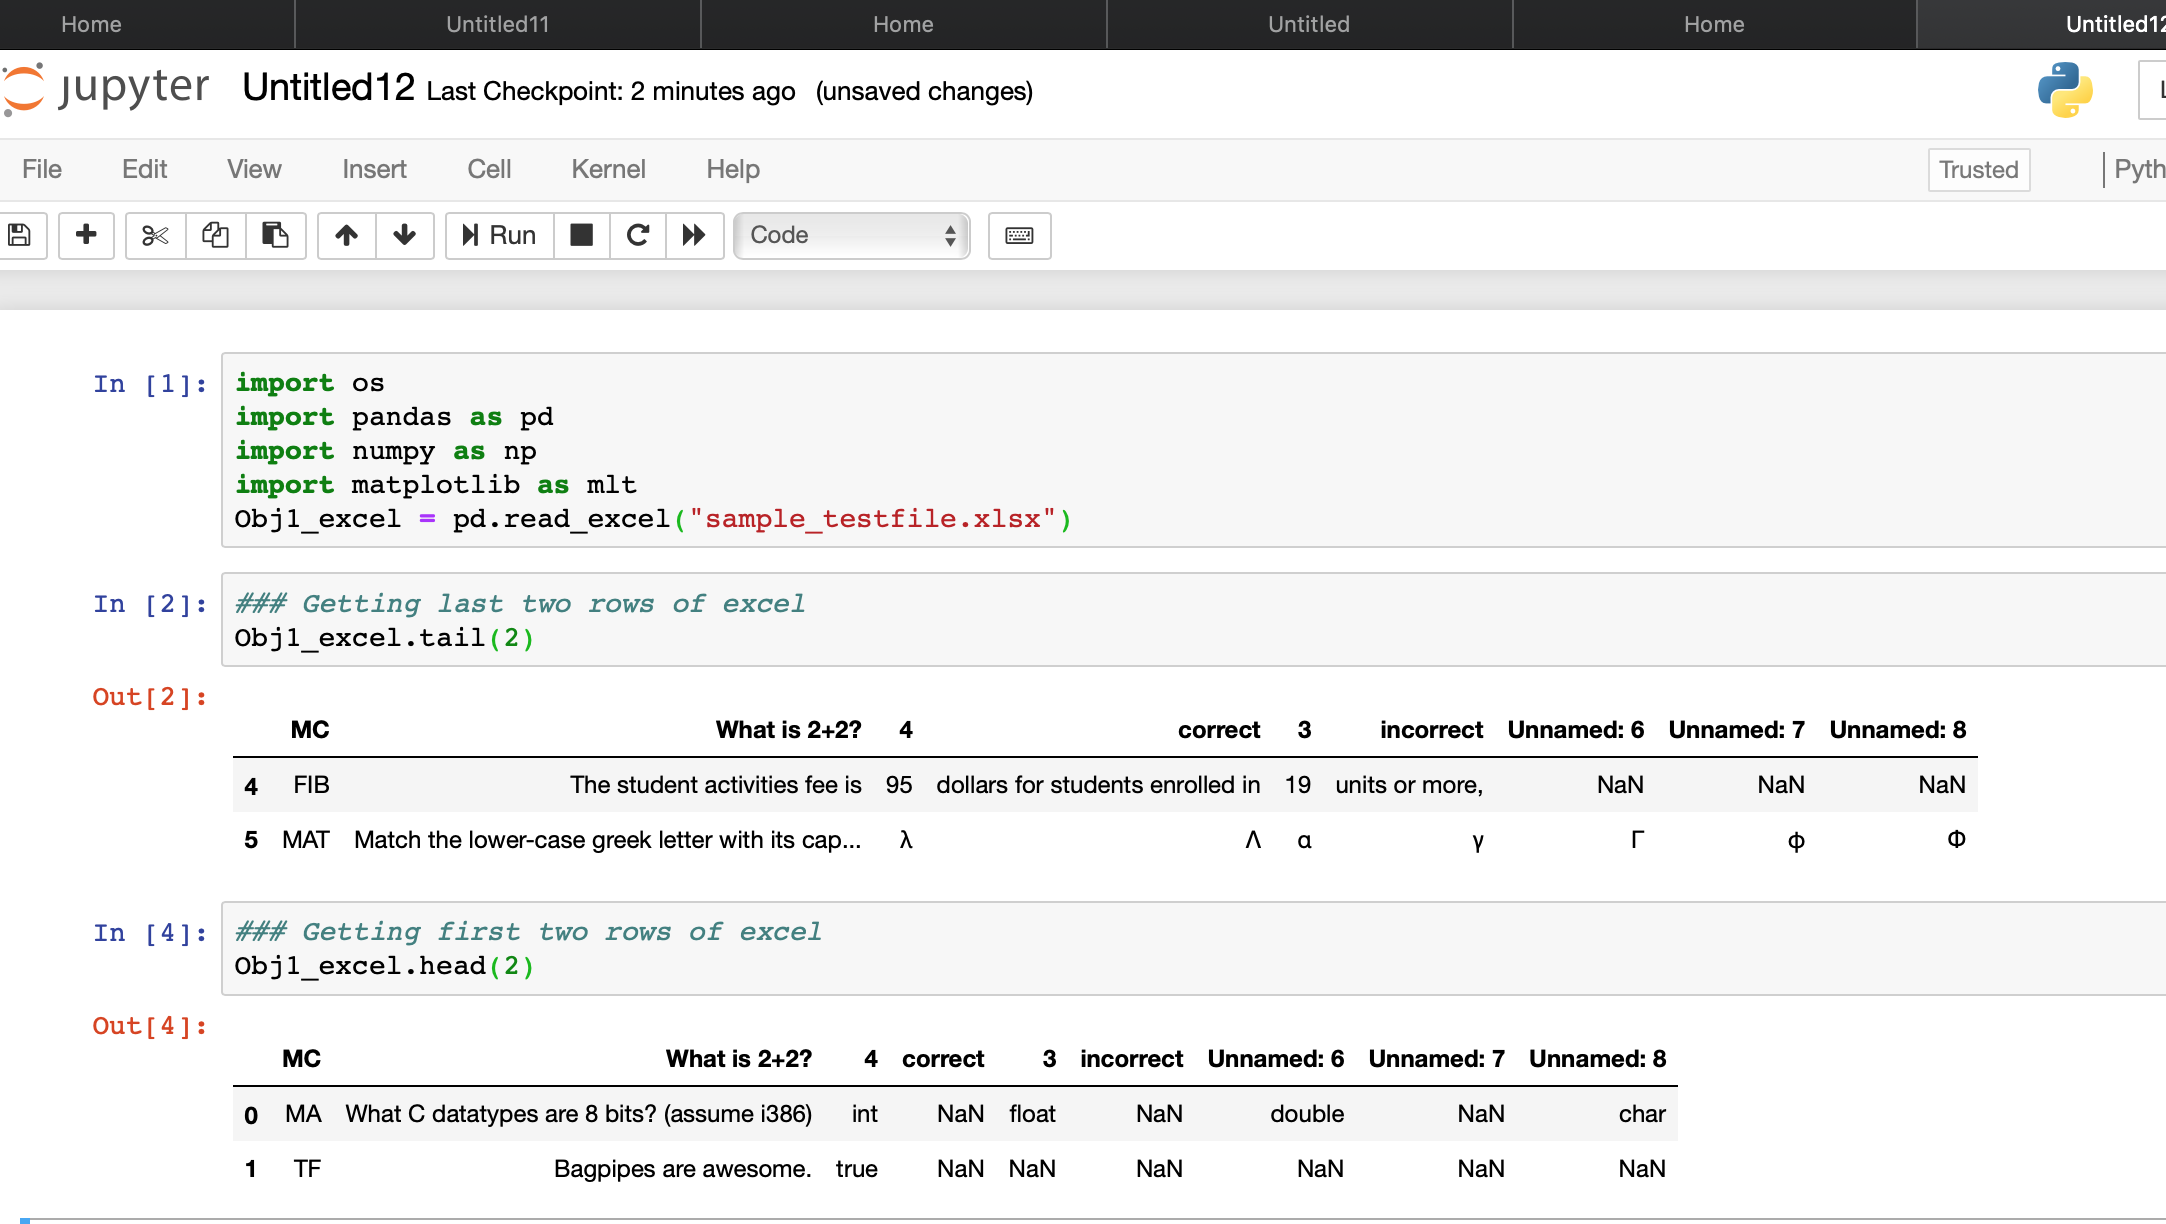 Home Untitled11 Home Untitled Home Untitled12
jupyter Untitled12 Last Checkpoint: 2 minutes ago (unsaved changes)
File Edit View Insert Cell Kernel Help Trusted Pyth
Run Code
In [1]: import os
import pandas as pd
import numpy as np
import matplotlib as mlt
Obj1_excel = pd.read_excel("sample_testfile.xlsx")
In [2]: ### Getting last two rows of excel
Obj1_excel.tail(2)
Out[2]:
MC What is 2+2? 4 correct 3 incorrect Unnamed: 6 Unnamed: 7 Unnamed: 8
4 FIB The student activities fee is 95 dollars for students enrolled in 19 units or more, NaN NaN NaN
5 MAT Match the lower-case greek letter with its cap... λ Λ α γ Γ φ Φ
In [4]: ### Getting first two rows of excel
Obj1_excel.head(2)
Out[4]:
MC What is 2+2? 4 correct 3 incorrect Unnamed: 6 Unnamed: 7 Unnamed: 8
0 MA What C datatypes are 8 bits? (assume i386) int NaN float NaN double NaN char
1 TF Bagpipes are awesome. true NaN NaN NaN NaN NaN NaN